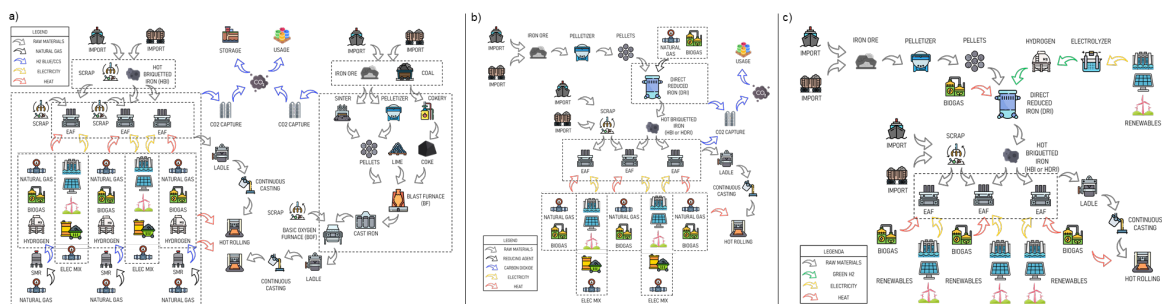 a)
LEGEND
RAW MATERIALS
NATURAL GAS
H2 BLUE/CCS
ELECTRICITY
HEAT
IMPORT
IMPORT
SCRAP
HOT
BRIQUETTED
IRON (HBI)
SCRAP
SCRAP
EAF
EAF
EAF
NATURAL GAS
NATURAL GAS
NATURAL GAS
BIOGAS
BIOGAS
BIOGAS
HYDROGEN
HYDROGEN
HYDROGEN
SMR
ELEC MIX
SMR
ELEC MIX
SMR
NATURAL GAS
NATURAL GAS
NATURAL GAS
STORAGE
USAGE
CO2 CAPTURE
CO2 CAPTURE
LADLE
CONTINUOUS
CASTING
HOT ROLLING
IMPORT
IMPORT
IRON ORE
COAL
SINTER
PELLETIZER
COKERY
PELLETS
LIME
COKE
BLAST FURNACE
(BF)
SCRAP
CAST IRON
BASIC OXYGEN
FURNACE (BOF)
HOT ROLLING
CONTINUOUS
CASTING
LADLE
b)
IMPORT
IMPORT
IRON ORE
PELLETIZER
PELLETS
NATURAL
GAS
BIOGAS
USAGE
DIRECT
REDUCED
IRON (DRI)
CO2 CAPTURE
IMPORT
SCRAP
HOT BRIQUETTED
IRON
(HBI or HDRI)
EAF
EAF
EAF
LADLE
CONTINUOUS
CASTING
HOT ROLLING
NATURAL GAS
NATURAL GAS
NATURAL GAS
BIOGAS
BIOGAS
BIOGAS
ELEC MIX
ELEC MIX
LEGEND
RAW MATERIALS
REDUCING AGENT
CARBON DIOXIDE
ELECTRICITY
HEAT
c)
IMPORT
IMPORT
IRON ORE
PELLETIZER
PELLETS
HYDROGEN
ELECTROLYZER
RENEWABLES
BIOGAS
DIRECT
REDUCED
IRON (DRI)
IMPORT
SCRAP
HOT
BRIQUETTED
IRON
(HBI or HDRI)
EAF
EAF
EAF
LADLE
CONTINUOUS
CASTING
HOT ROLLING
BIOGAS
BIOGAS
BIOGAS
RENEWABLES
RENEWABLES
LEGENDA
RAW MATERIALS
GREEN H2
ELECTRICITY
HEAT